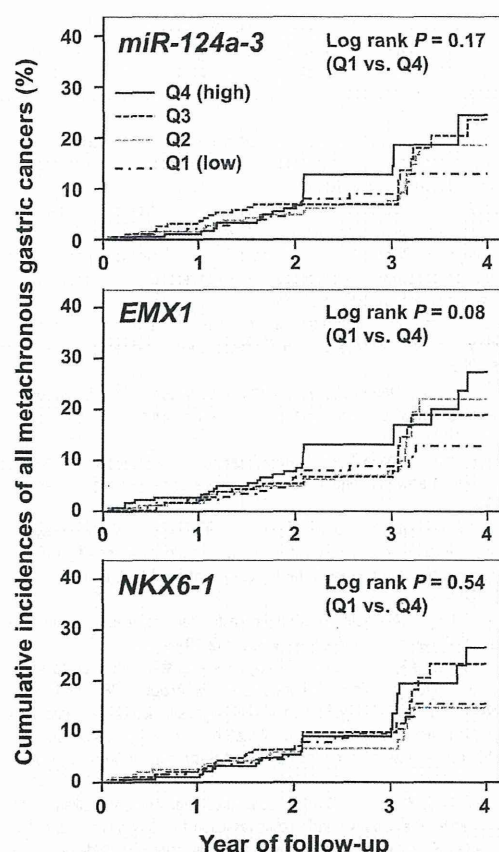 Cumulative incidences of all metachronous gastric cancers (%)
miR-124a-3
Log rank P = 0.17
(Q1 vs. Q4)
Q4 (high)
Q3
Q2
Q1 (low)
40
30
20
10
0
0 1 2 3 4
EMX1
Log rank P = 0.08
(Q1 vs. Q4)
40
30
20
10
0
0 1 2 3 4
NKX6-1
Log rank P = 0.54
(Q1 vs. Q4)
40
30
20
10
0
0 1 2 3 4
Year of follow-up